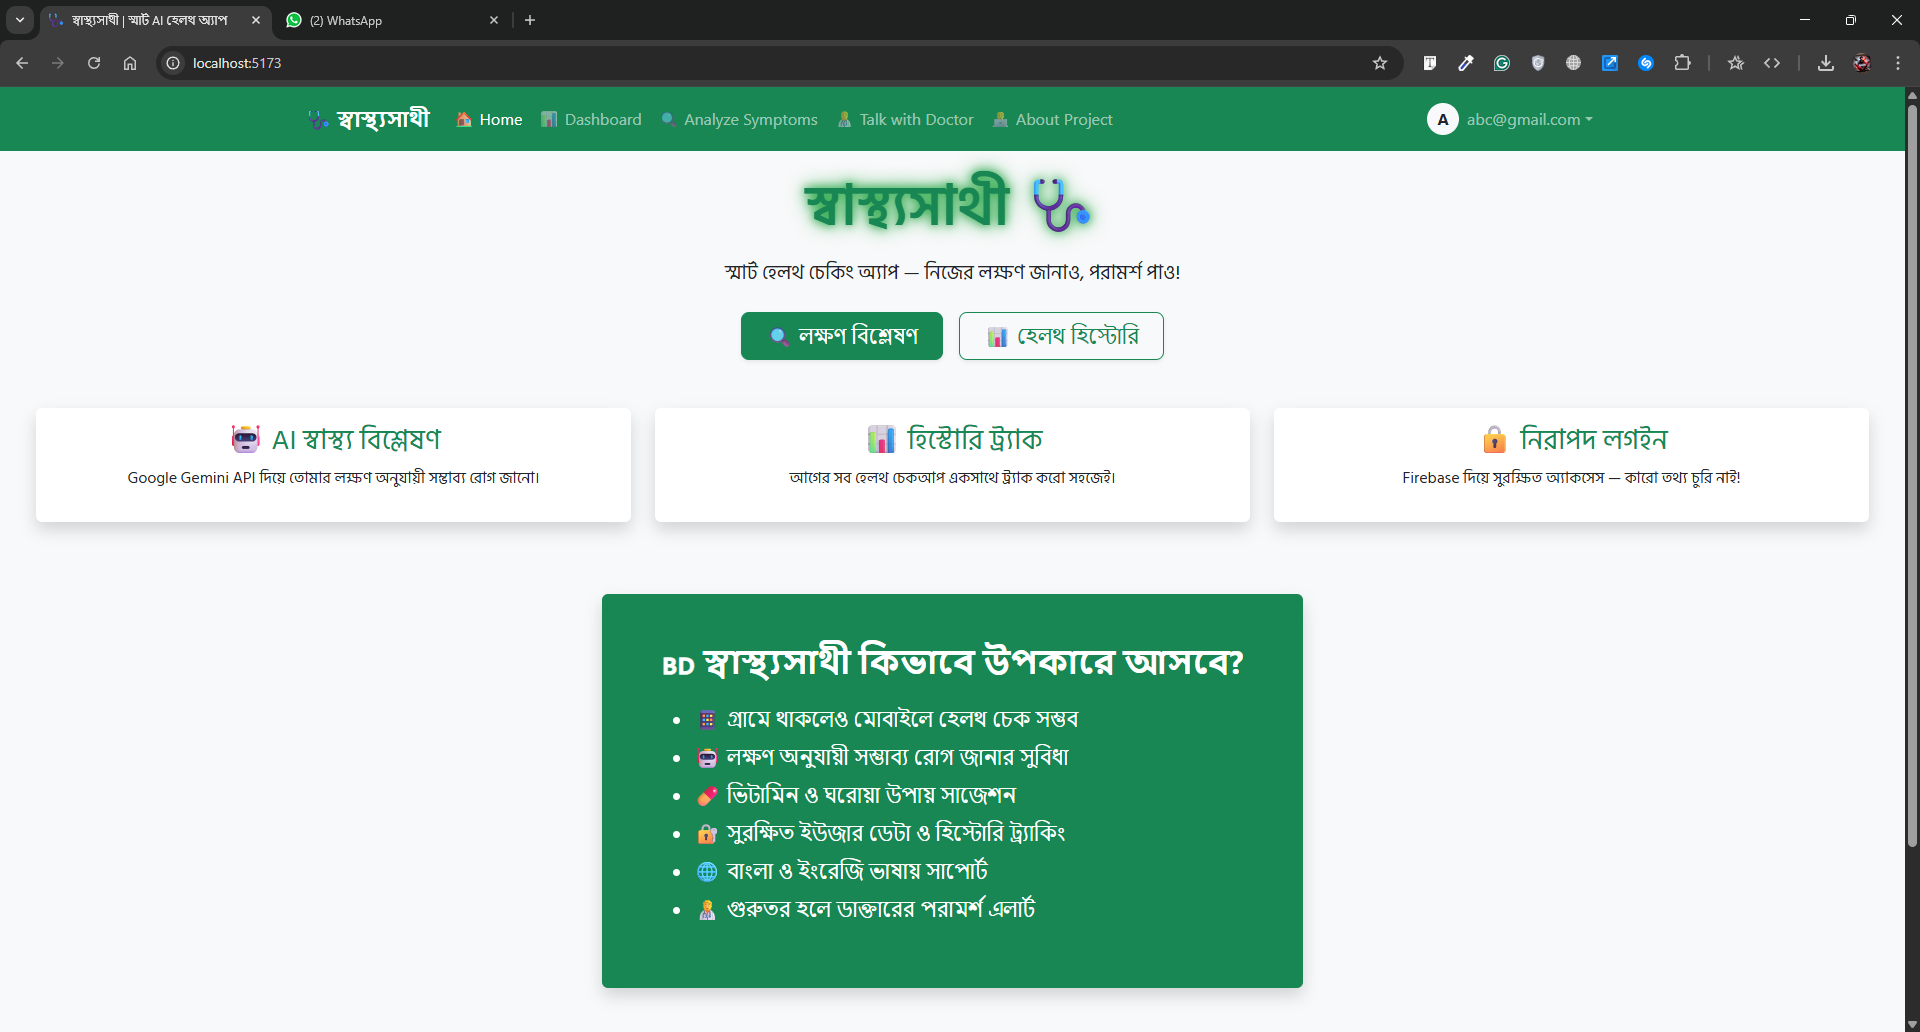 স্বাস্থ্যসাথী | স্মার্ট AI হেলথ অ্যাপ
(2) WhatsApp
localhost:5173
স্বাস্থ্যসাথী
Home
Dashboard
Analyze Symptoms
Talk with Doctor
About Project
A
abc@gmail.com
স্বাস্থ্যসাথী
স্মার্ট হেলথ চেকিং অ্যাপ — নিজের লক্ষণ জানাও, পরামর্শ পাও!
লক্ষণ বিশ্লেষণ
হেলথ হিস্টোরি
AI স্বাস্থ্য বিশ্লেষণ
Google Gemini API দিয়ে তোমার লক্ষণ অনুযায়ী সম্ভাব্য রোগ জানো।
হিস্টোরি ট্র্যাক
আগের সব হেলথ চেকআপ একসাথে ট্র্যাক করো সহজেই।
নিরাপদ লগইন
Firebase দিয়ে সুরক্ষিত অ্যাকসেস — কারো তথ্য চুরি নাই!
BD স্বাস্থ্যসাথী কিভাবে উপকারে আসবে?
গ্রামে থাকলেও মোবাইলে হেলথ চেক সম্ভব
লক্ষণ অনুযায়ী সম্ভাব্য রোগ জানার সুবিধা
ভিটামিন ও ঘরোয়া উপায় সাজেশন
সুরক্ষিত ইউজার ডেটা ও হিস্টোরি ট্র্যাকিং
বাংলা ও ইংরেজি ভাষায় সাপোর্ট
গুরুতর হলে ডাক্তারের পরামর্শ এলার্ট